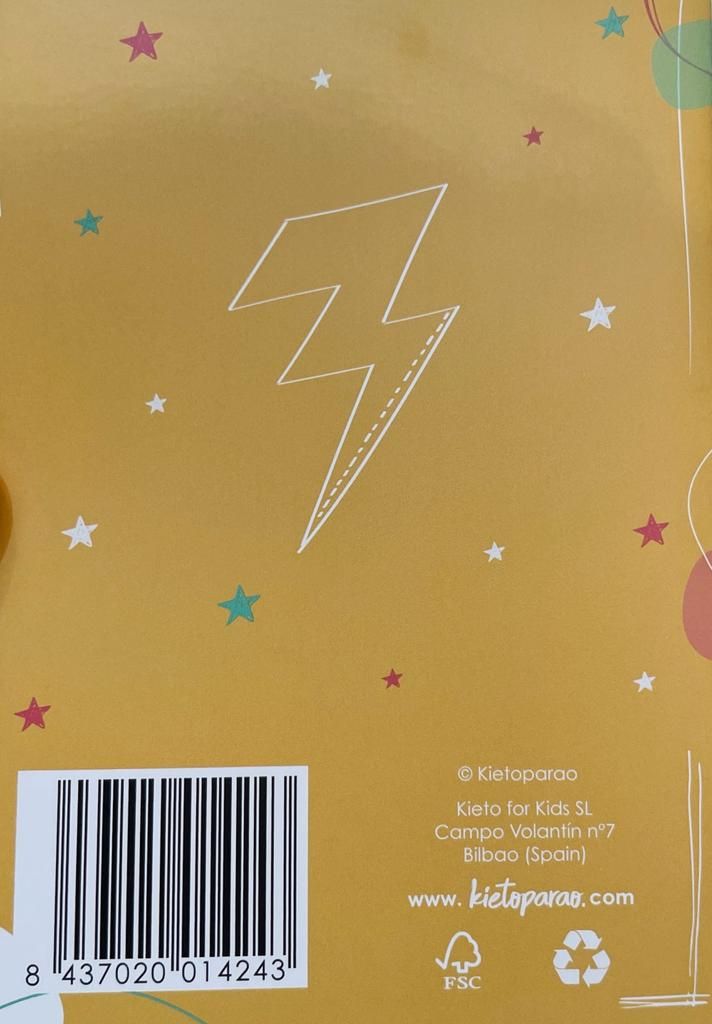 © Kietoparao
Kieto for Kids SL
Campo Volantín nº7
Bilbao (Spain)
www.kietoparao.com
FSC
8 437020 014243